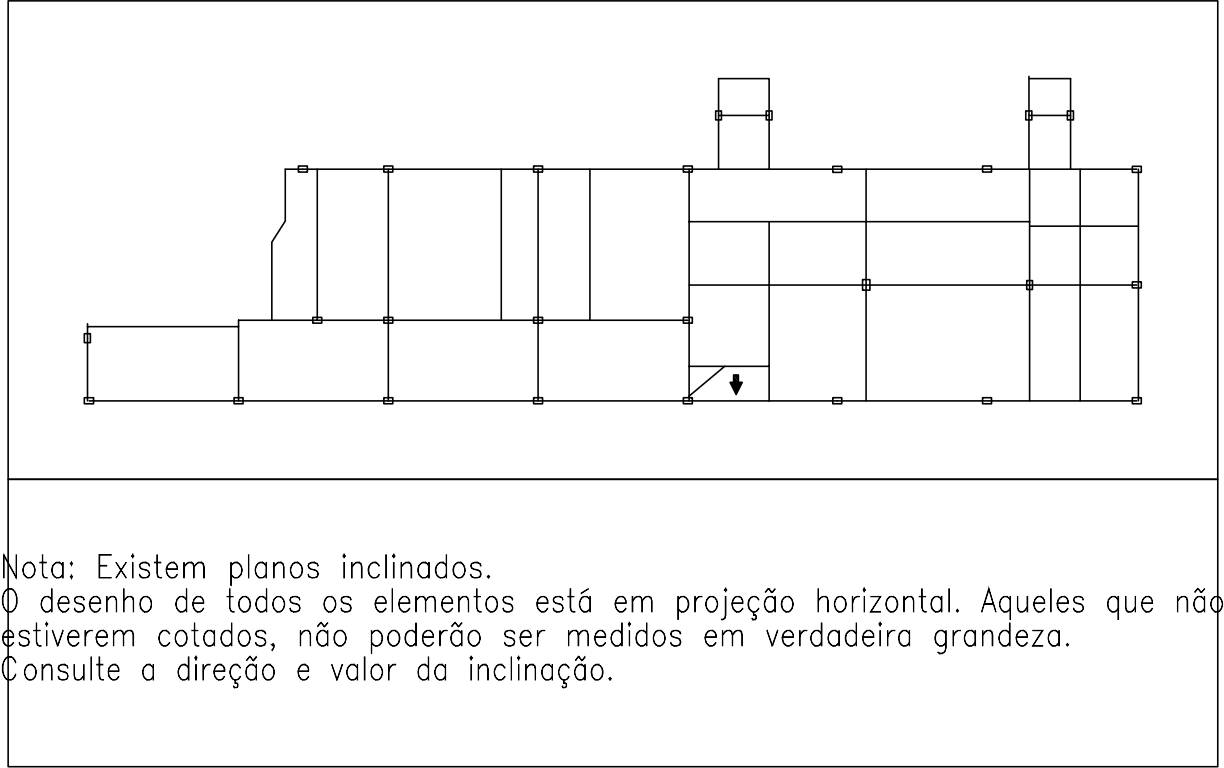 Nota: Existem planos inclinados.
O desenho de todos os elementos está em projeção horizontal. Aqueles que não
estiverem cotados, não poderão ser medidos em verdadeira grandeza.
Consulte a direção e valor da inclinação.